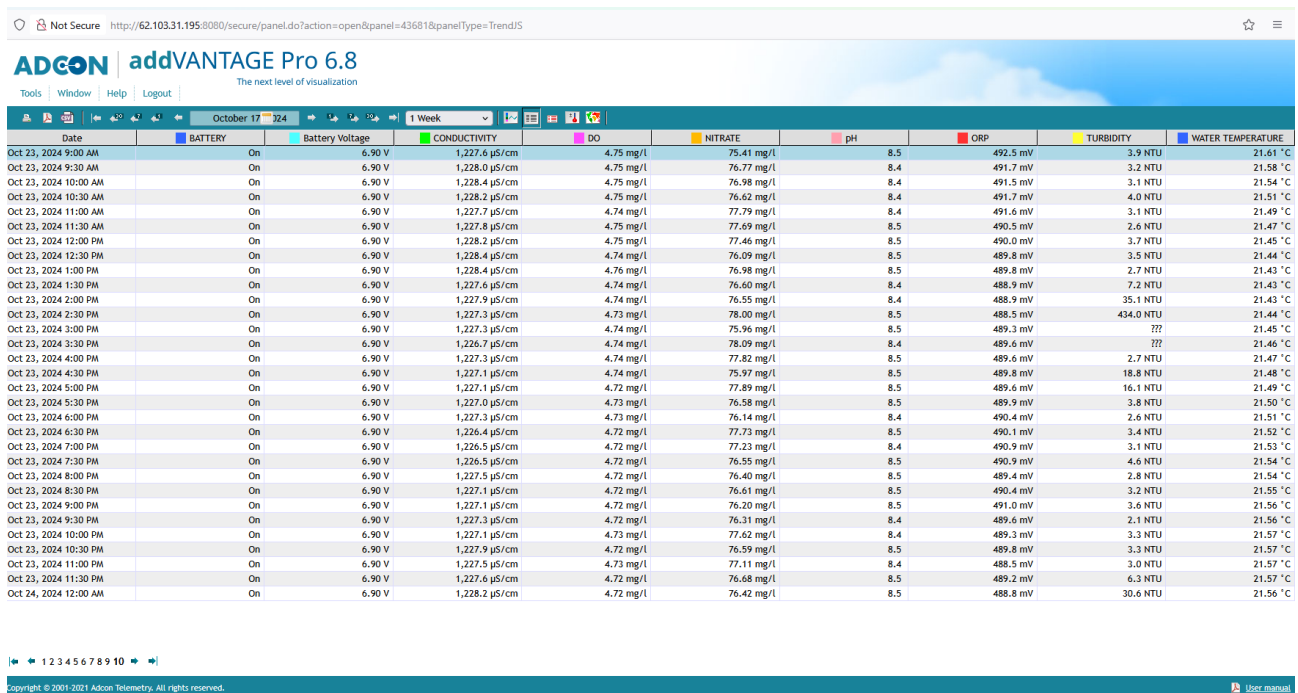 Not Secure http://62.103.31.195:8080/secure/panel.do?action=open&panel=43681&panelType=TrendJS
ADCON addVANTAGE Pro 6.8
The next level of visualization
Tools Window Help Logout
October 17 2024 1 Week
Date BATTERY Battery Voltage CONDUCTIVITY DO NITRATE pH ORP TURBIDITY WATER TEMPERATURE
Oct 23, 2024 9:00 AM On 6.90 V 1,227.6 µS/cm 4.75 mg/l 75.41 mg/l 8.5 492.5 mV 3.9 NTU 21.61 °C
Oct 23, 2024 9:30 AM On 6.90 V 1,228.0 µS/cm 4.75 mg/l 76.77 mg/l 8.4 491.7 mV 3.2 NTU 21.58 °C
Oct 23, 2024 10:00 AM On 6.90 V 1,228.4 µS/cm 4.75 mg/l 76.98 mg/l 8.4 491.5 mV 3.1 NTU 21.54 °C
Oct 23, 2024 10:30 AM On 6.90 V 1,228.2 µS/cm 4.75 mg/l 76.62 mg/l 8.4 491.7 mV 4.0 NTU 21.51 °C
Oct 23, 2024 11:00 AM On 6.90 V 1,227.7 µS/cm 4.74 mg/l 77.79 mg/l 8.4 491.6 mV 3.1 NTU 21.49 °C
Oct 23, 2024 11:30 AM On 6.90 V 1,227.8 µS/cm 4.75 mg/l 77.69 mg/l 8.5 490.5 mV 2.6 NTU 21.47 °C
Oct 23, 2024 12:00 PM On 6.90 V 1,228.2 µS/cm 4.75 mg/l 77.46 mg/l 8.5 490.0 mV 3.7 NTU 21.45 °C
Oct 23, 2024 12:30 PM On 6.90 V 1,228.4 µS/cm 4.74 mg/l 76.09 mg/l 8.5 489.8 mV 3.5 NTU 21.44 °C
Oct 23, 2024 1:00 PM On 6.90 V 1,228.4 µS/cm 4.76 mg/l 76.98 mg/l 8.5 489.8 mV 2.7 NTU 21.43 °C
Oct 23, 2024 1:30 PM On 6.90 V 1,227.6 µS/cm 4.74 mg/l 76.60 mg/l 8.4 488.9 mV 7.2 NTU 21.43 °C
Oct 23, 2024 2:00 PM On 6.90 V 1,227.9 µS/cm 4.74 mg/l 76.55 mg/l 8.4 488.9 mV 35.1 NTU 21.43 °C
Oct 23, 2024 2:30 PM On 6.90 V 1,227.3 µS/cm 4.73 mg/l 78.00 mg/l 8.5 488.5 mV 434.0 NTU 21.44 °C
Oct 23, 2024 3:00 PM On 6.90 V 1,227.3 µS/cm 4.74 mg/l 75.96 mg/l 8.5 489.3 mV ??? 21.45 °C
Oct 23, 2024 3:30 PM On 6.90 V 1,226.7 µS/cm 4.74 mg/l 78.09 mg/l 8.4 489.6 mV ??? 21.46 °C
Oct 23, 2024 4:00 PM On 6.90 V 1,227.3 µS/cm 4.74 mg/l 77.82 mg/l 8.5 489.6 mV 2.7 NTU 21.47 °C
Oct 23, 2024 4:30 PM On 6.90 V 1,227.1 µS/cm 4.74 mg/l 75.97 mg/l 8.5 489.8 mV 18.8 NTU 21.48 °C
Oct 23, 2024 5:00 PM On 6.90 V 1,227.1 µS/cm 4.72 mg/l 77.89 mg/l 8.5 489.6 mV 16.1 NTU 21.49 °C
Oct 23, 2024 5:30 PM On 6.90 V 1,227.0 µS/cm 4.73 mg/l 76.58 mg/l 8.5 489.9 mV 3.8 NTU 21.50 °C
Oct 23, 2024 6:00 PM On 6.90 V 1,227.3 µS/cm 4.73 mg/l 76.14 mg/l 8.4 490.4 mV 2.6 NTU 21.51 °C
Oct 23, 2024 6:30 PM On 6.90 V 1,226.4 µS/cm 4.72 mg/l 77.73 mg/l 8.5 490.1 mV 3.4 NTU 21.52 °C
Oct 23, 2024 7:00 PM On 6.90 V 1,226.5 µS/cm 4.72 mg/l 77.23 mg/l 8.4 490.9 mV 3.1 NTU 21.53 °C
Oct 23, 2024 7:30 PM On 6.90 V 1,226.5 µS/cm 4.72 mg/l 76.55 mg/l 8.5 490.9 mV 4.6 NTU 21.54 °C
Oct 23, 2024 8:00 PM On 6.90 V 1,227.5 µS/cm 4.72 mg/l 76.40 mg/l 8.5 489.4 mV 2.8 NTU 21.54 °C
Oct 23, 2024 8:30 PM On 6.90 V 1,227.1 µS/cm 4.72 mg/l 76.61 mg/l 8.5 490.4 mV 3.2 NTU 21.55 °C
Oct 23, 2024 9:00 PM On 6.90 V 1,227.1 µS/cm 4.72 mg/l 76.20 mg/l 8.5 491.0 mV 3.6 NTU 21.56 °C
Oct 23, 2024 9:30 PM On 6.90 V 1,227.3 µS/cm 4.72 mg/l 76.31 mg/l 8.4 489.6 mV 2.1 NTU 21.56 °C
Oct 23, 2024 10:00 PM On 6.90 V 1,227.1 µS/cm 4.73 mg/l 77.62 mg/l 8.4 489.3 mV 3.3 NTU 21.57 °C
Oct 23, 2024 10:30 PM On 6.90 V 1,227.9 µS/cm 4.72 mg/l 76.59 mg/l 8.5 489.8 mV 3.3 NTU 21.57 °C
Oct 23, 2024 11:00 PM On 6.90 V 1,227.5 µS/cm 4.73 mg/l 77.11 mg/l 8.4 488.5 mV 3.0 NTU 21.57 °C
Oct 23, 2024 11:30 PM On 6.90 V 1,227.6 µS/cm 4.72 mg/l 76.68 mg/l 8.5 489.2 mV 6.3 NTU 21.57 °C
Oct 24, 2024 12:00 AM On 6.90 V 1,228.2 µS/cm 4.72 mg/l 76.42 mg/l 8.5 488.8 mV 30.6 NTU 21.56 °C
1 2 3 4 5 6 7 8 9 10
Copyright © 2001-2021 Adcon Telemetry. All rights reserved. User manual